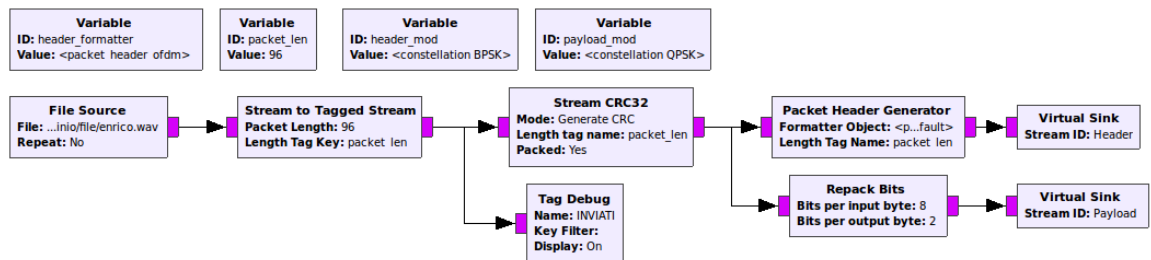 Variable
ID: header_formatter
Value: <packet header ofdm>
Variable
ID: packet_len
Value: 96
Variable
ID: header_mod
Value: <constellation BPSK>
Variable
ID: payload_mod
Value: <constellation QPSK>
File Source
File: ...inio/file/enrico.wav
Repeat: No
Stream to Tagged Stream
Packet Length: 96
Length Tag Key: packet_len
Stream CRC32
Mode: Generate CRC
Length tag name: packet_len
Packed: Yes
Packet Header Generator
Formatter Object: <p...fault>
Length Tag Name: packet_len
Virtual Sink
Stream ID: Header
Tag Debug
Name: INVIATI
Key Filter:
Display: On
Repack Bits
Bits per input byte: 8
Bits per output byte: 2
Virtual Sink
Stream ID: Payload